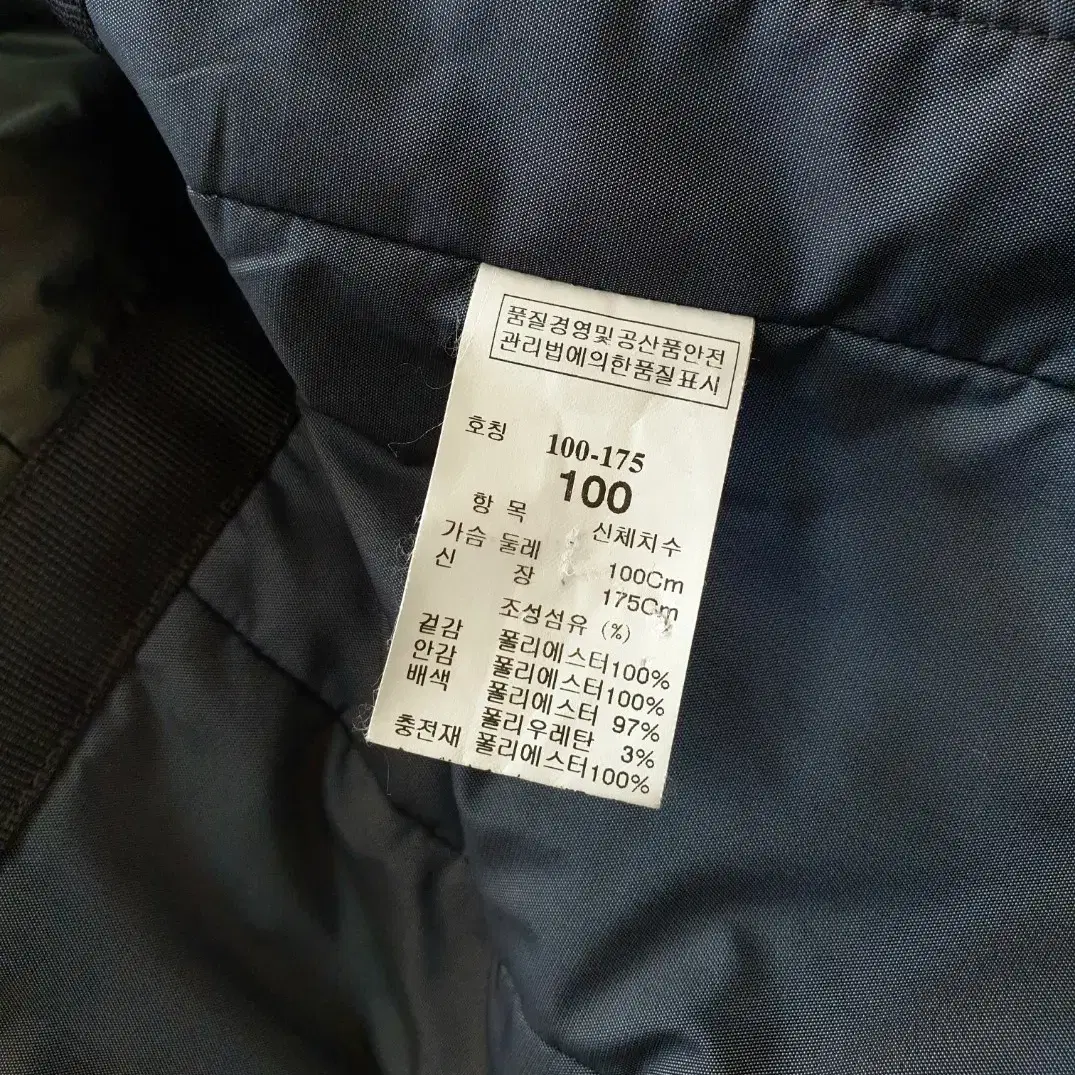 품질경영및공산품안전
관리법에의한품질표시
호칭 100-175
100
항 목 신체치수
가슴 둘레 100Cm
신 장 175Cm
조성섬유 (%)
겉감 폴리에스터100%
안감 폴리에스터100%
배색 폴리에스터 97%
폴리우레탄 3%
충전재 폴리에스터100%